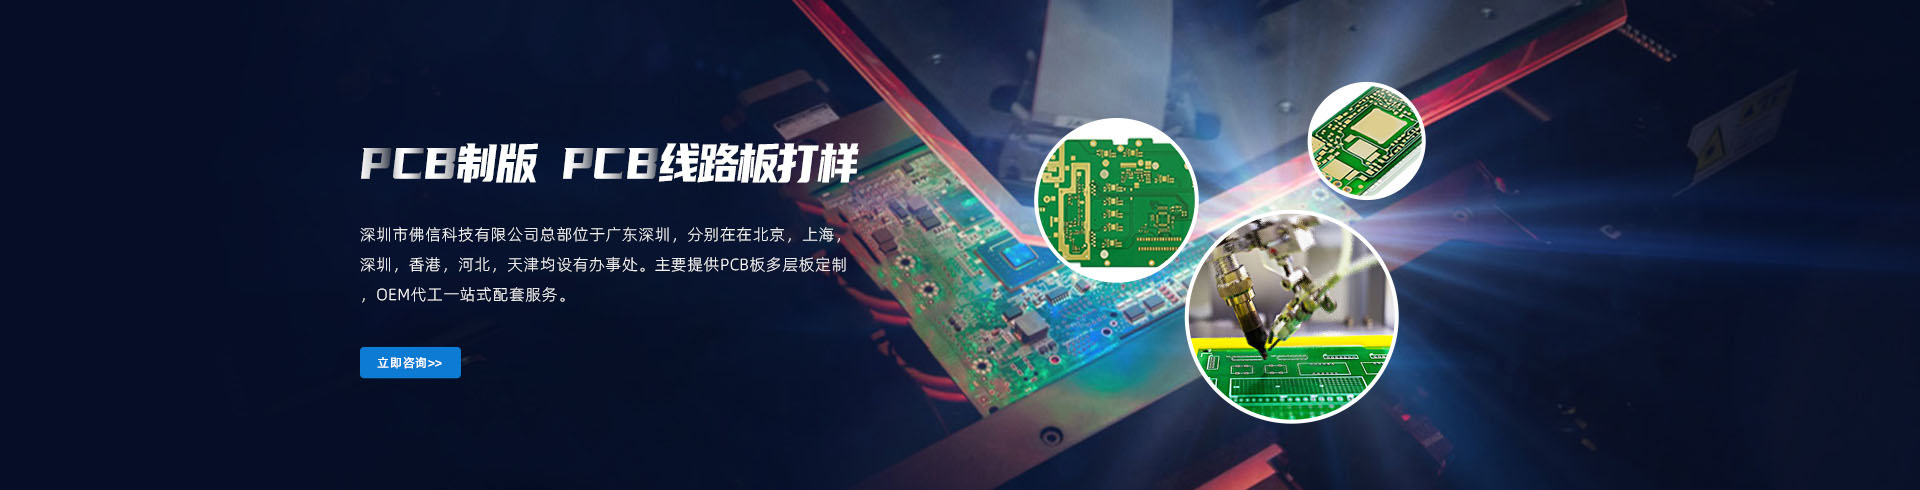 PCB制版 PCB线路板打样
深圳市佛信科技有限公司总部位于广东深圳，分别在在北京，上海，
深圳，香港，河北，天津均设有办事处。主要提供PCB板多层板定制
，OEM代工一站式配套服务。
立即咨询>>